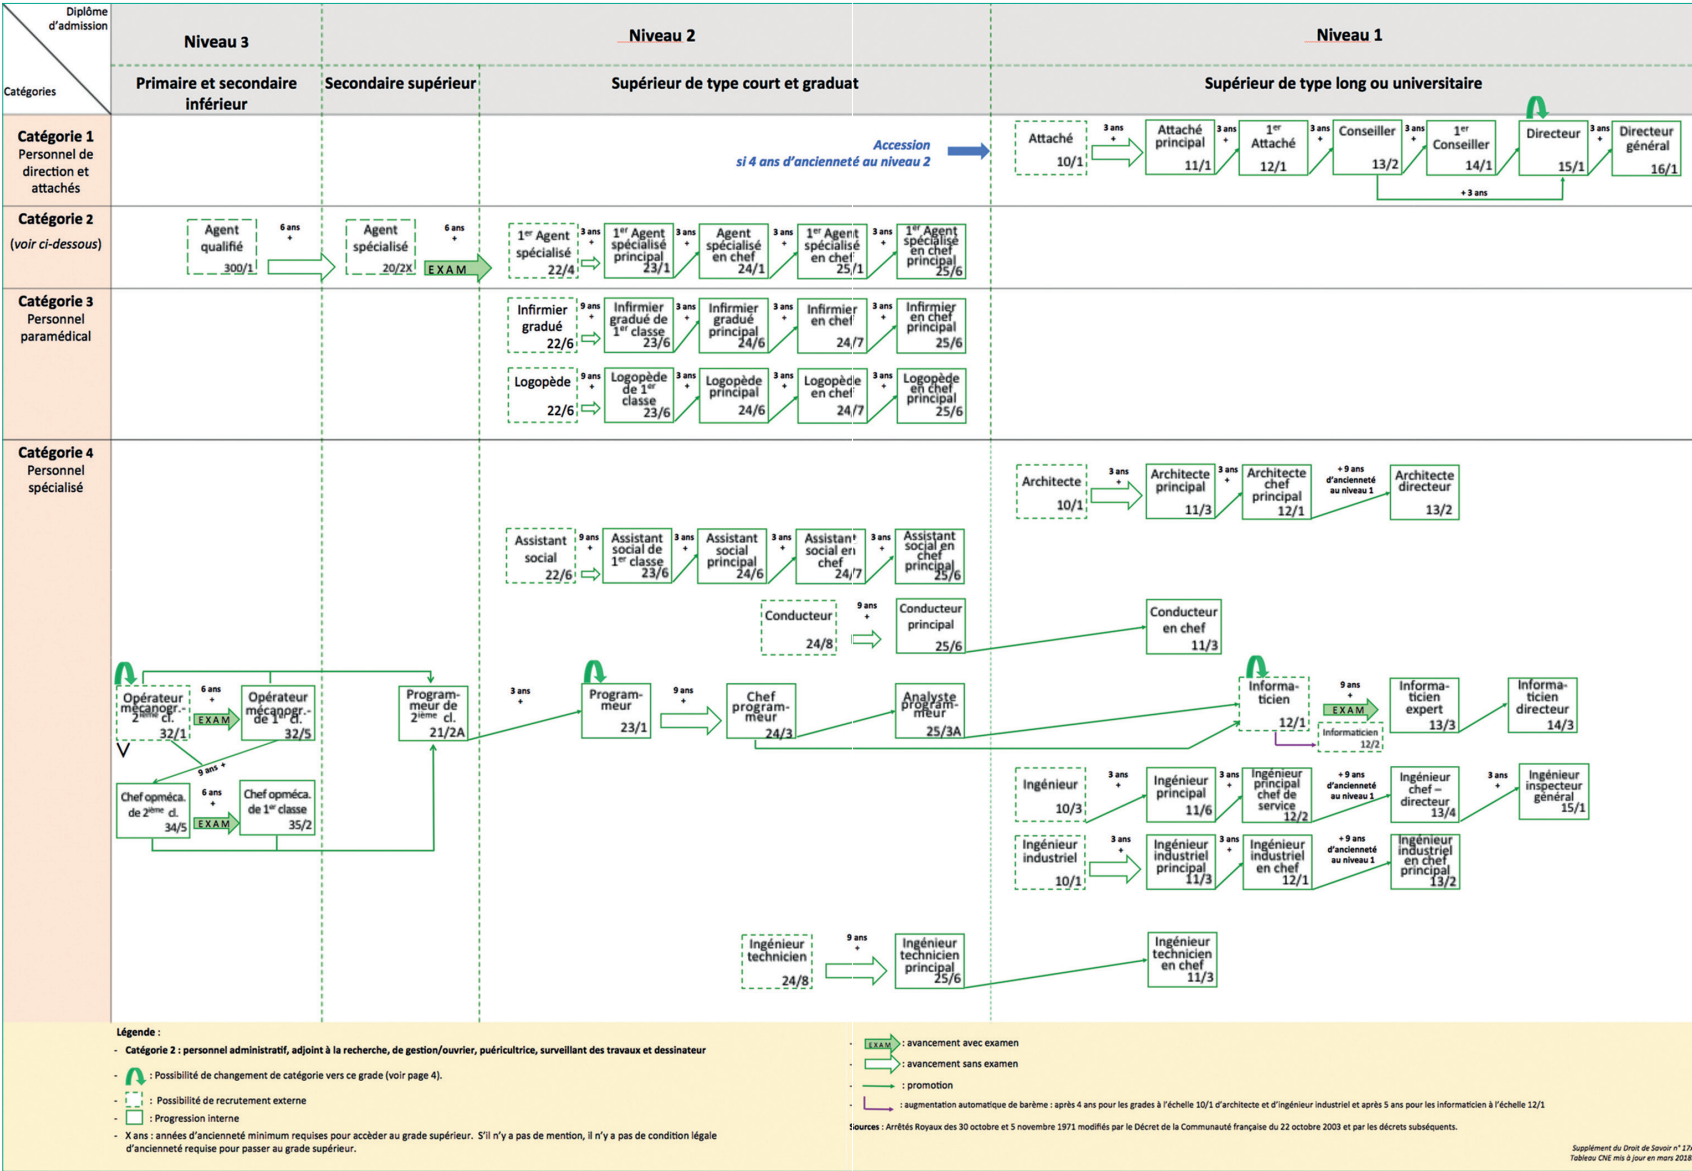 Diplôme
d’admission
Catégories
Niveau 3
Niveau 2
Niveau 1
Primaire et secondaire
inférieur
Secondaire supérieur
Supérieur de type court et graduat
Supérieur de type long ou universitaire
Catégorie 1
Personnel de
direction et
attachés
Accession
si 4 ans d’ancienneté au niveau 2
Attaché
10/1
3 ans
+
Attaché
principal
11/1
3 ans
+
1er
Attaché
12/1
3 ans
+
Conseiller
13/2
3 ans
+
1er
Conseiller
14/1
Directeur
15/1
3 ans
+
Directeur
général
16/1
+ 3 ans
Catégorie 2
(voir ci-dessous)
Agent
qualifié
300/1
6 ans
+
Agent
spécialisé
20/2X
6 ans
+
EXAM
1er Agent
spécialisé
22/4
3 ans
+
1er Agent
spécialisé
principal
23/1
3 ans
+
Agent
spécialisé
en chef
24/1
3 ans
+
1er Agent
spécialisé
en chef
25/1
3 ans
+
1er Agent
spécialisé
en chef
principal
25/6
Catégorie 3
Personnel
paramédical
Infirmier
gradué
22/6
9 ans
+
Infirmier
gradué de
1er classe
23/6
3 ans
+
Infirmier
gradué
principal
24/6
3 ans
+
Infirmier
en chef
24/7
3 ans
+
Infirmier
en chef
principal
25/6
Logopède
22/6
9 ans
+
Logopède
de 1er
classe
23/6
3 ans
+
Logopède
principal
24/6
3 ans
+
Logopède
en chef
24/7
3 ans
+
Logopède
en chef
principal
25/6
Catégorie 4
Personnel
spécialisé
Architecte
10/1
3 ans
+
Architecte
principal
11/3
3 ans
+
Architecte
chef
principal
12/1
+ 9 ans
d’ancienneté
au niveau 1
Architecte
directeur
13/2
Assistant
social
22/6
9 ans
+
Assistant
social de
1er classe
23/6
3 ans
+
Assistant
social
principal
24/6
3 ans
+
Assistant
social en
chef
24/7
3 ans
+
Assistant
social en
chef
principal
25/6
Conducteur
24/8
9 ans
+
Conducteur
principal
25/6
Conducteur
en chef
11/3
Opérateur
mécanogr.-
2ième cl.
32/1
6 ans
+
EXAM
Opérateur
mécanogr.-
de 1er cl.
32/5
Program-
meur de
2ième cl.
21/2A
3 ans
+
Program-
meur
23/1
9 ans
+
Chef
program-
meur
24/3
Analyste
program-
meur
25/3A
Informa-
ticien
12/1
9 ans
+
EXAM
Informaticien
12/2
Informa-
ticien
expert
13/3
Informa-
ticien
directeur
14/3
V
9 ans +
Chef opméca.
de 2ième cl.
34/5
6 ans
+
EXAM
Chef opméca.
de 1er classe
35/2
Ingénieur
10/3
3 ans
+
Ingénieur
principal
11/6
3 ans
+
Ingénieur
principal
chef de
service
12/2
+ 9 ans
d’ancienneté
au niveau 1
Ingénieur
chef –
directeur
13/4
3 ans
+
Ingénieur
inspecteur
général
15/1
Ingénieur
industriel
10/1
3 ans
+
Ingénieur
industriel
principal
11/3
3 ans
+
Ingénieur
industriel
en chef
12/1
+ 9 ans
d’ancienneté
au niveau 1
Ingénieur
industriel
en chef
principal
13/2
Ingénieur
technicien
24/8
9 ans
+
Ingénieur
technicien
principal
25/6
Ingénieur
technicien
en chef
11/3
Légende :
- Catégorie 2 : personnel administratif, adjoint à la recherche, de gestion/ouvrier, puéricultrice, surveillant des travaux et dessinateur
- : Possibilité de changement de catégorie vers ce grade (voir page 4).
- : Possibilité de recrutement externe
- : Progression interne
- X ans : années d’ancienneté minimum requises pour accèder au grade supérieur. S’il n’y a pas de mention, il n’y a pas de condition légale
d’ancienneté requise pour passer au grade supérieur.
- EXAM : avancement avec examen
- : avancement sans examen
- : promotion
- : augmentation automatique de barème : après 4 ans pour les grades à l’échelle 10/1 d’architecte et d’ingénieur industriel et après 5 ans pour les informaticien à l’échelle 12/1
Sources : Arrêtés Royaux des 30 octobre et 5 novembre 1971 modifiés par le Décret de la Communauté française du 22 octobre 2003 et par les décrets subséquents.
Supplément du Droit de Savoir n° 17
Tableau CNE mis à jour en mars 2018